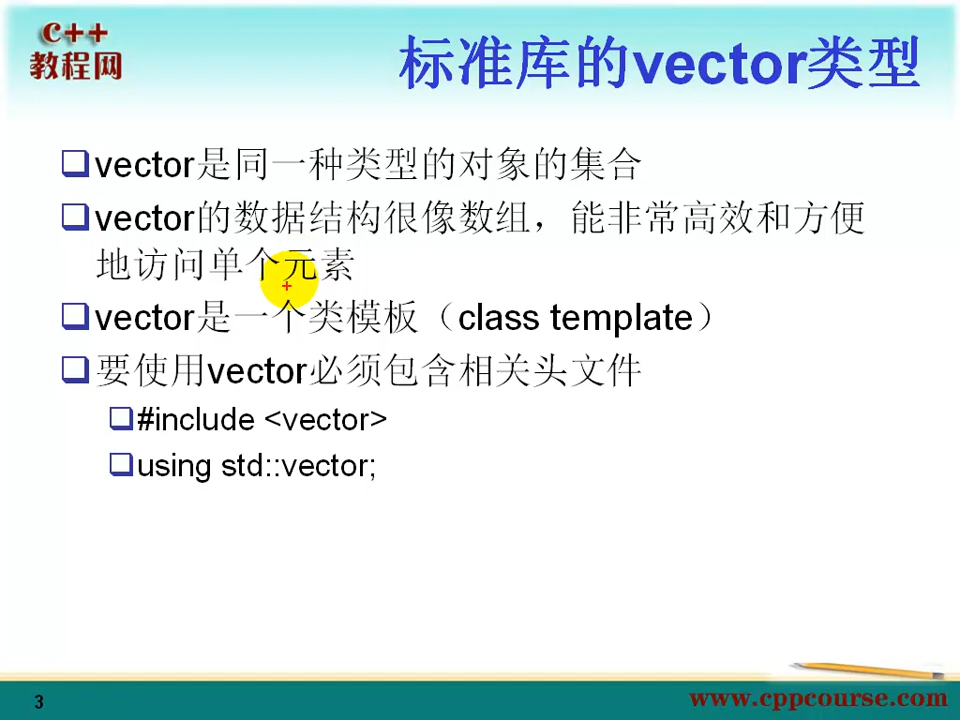 C++
教程网
标准库的vector类型
vector是同一种类型的对象的集合
vector的数据结构很像数组，能非常高效和方便
地访问单个元素
vector是一个类模板（class template）
要使用vector必须包含相关头文件
#include <vector>
using std::vector;
3
www.cppcourse.com